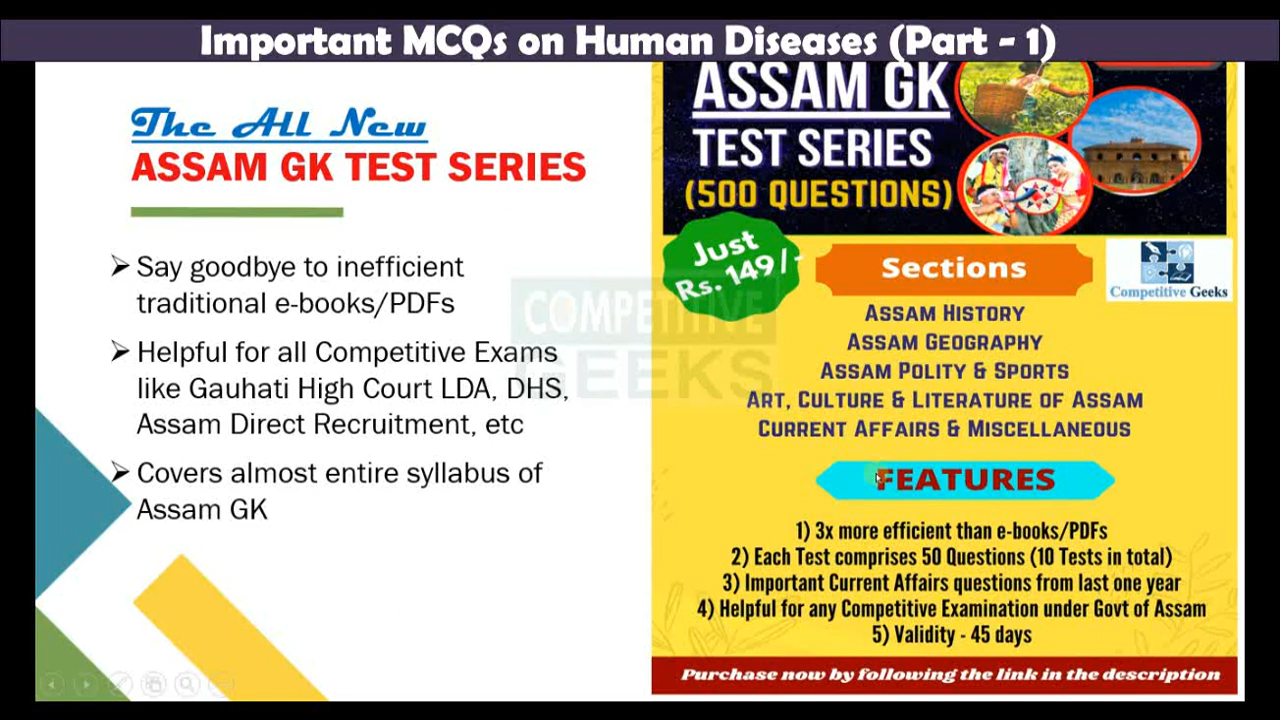 Important MCQs on Human Diseases (Part - 1)
The All New
ASSAM GK TEST SERIES
Say goodbye to inefficient
traditional e-books/PDFs
Helpful for all Competitive Exams
like Gauhati High Court LDA, DHS,
Assam Direct Recruitment, etc
Covers almost entire syllabus of
Assam GK
COMPETITIVE
GEEKS
ASSAM GK
TEST SERIES
(500 QUESTIONS)
Just
Rs. 149/-
Sections
Competitive Geeks
ASSAM HISTORY
ASSAM GEOGRAPHY
ASSAM POLITY & SPORTS
ART, CULTURE & LITERATURE OF ASSAM
CURRENT AFFAIRS & MISCELLANEOUS
FEATURES
1) 3x more efficient than e-books/PDFs
2) Each Test comprises 50 Questions (10 Tests in total)
3) Important Current Affairs questions from last one year
4) Helpful for any Competitive Examination under Govt of Assam
5) Validity - 45 days
Purchase now by following the link in the description